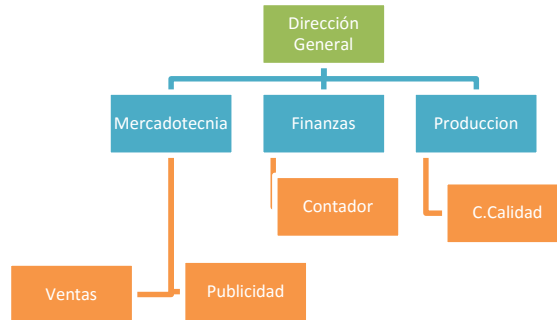 Dirección
General
Mercadotecnia
Finanzas
Produccion
Contador
C.Calidad
Ventas
Publicidad